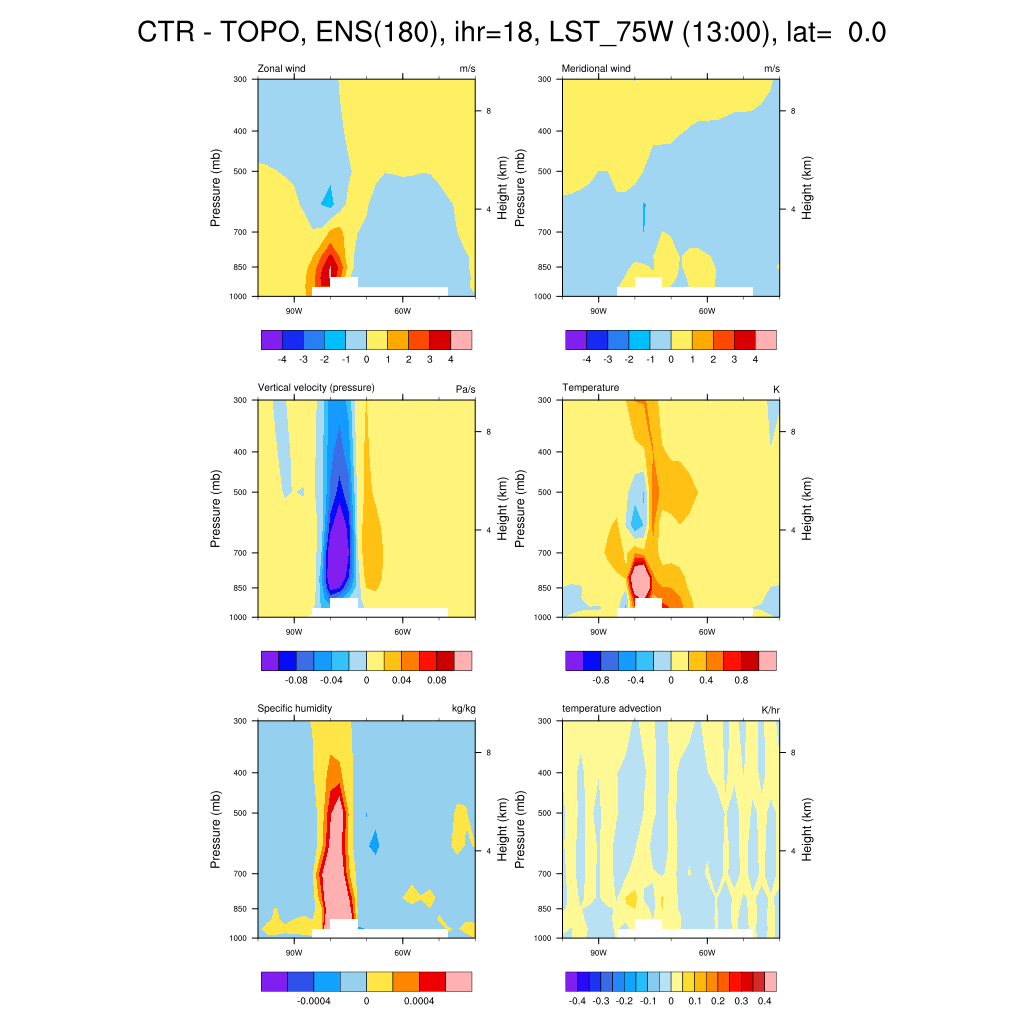 CTR - TOPO, ENS(180), ihr=18, LST_75W (13:00), lat= 0.0
Zonal wind m/s
300
400
500
700
850
1000
Pressure (mb)
8
4
Height (km)
90W 60W
-4 -3 -2 -1 0 1 2 3 4
Meridional wind m/s
300
400
500
700
850
1000
Pressure (mb)
8
4
Height (km)
90W 60W
-4 -3 -2 -1 0 1 2 3 4
Vertical velocity (pressure) Pa/s
300
400
500
700
850
1000
Pressure (mb)
8
4
Height (km)
90W 60W
-0.08 -0.04 0 0.04 0.08
Temperature K
300
400
500
700
850
1000
Pressure (mb)
8
4
Height (km)
90W 60W
-0.8 -0.4 0 0.4 0.8
Specific humidity kg/kg
300
400
500
700
850
1000
Pressure (mb)
8
4
Height (km)
90W 60W
-0.0004 0 0.0004
temperature advection K/hr
300
400
500
700
850
1000
Pressure (mb)
8
4
Height (km)
90W 60W
-0.4 -0.3 -0.2 -0.1 0 0.1 0.2 0.3 0.4